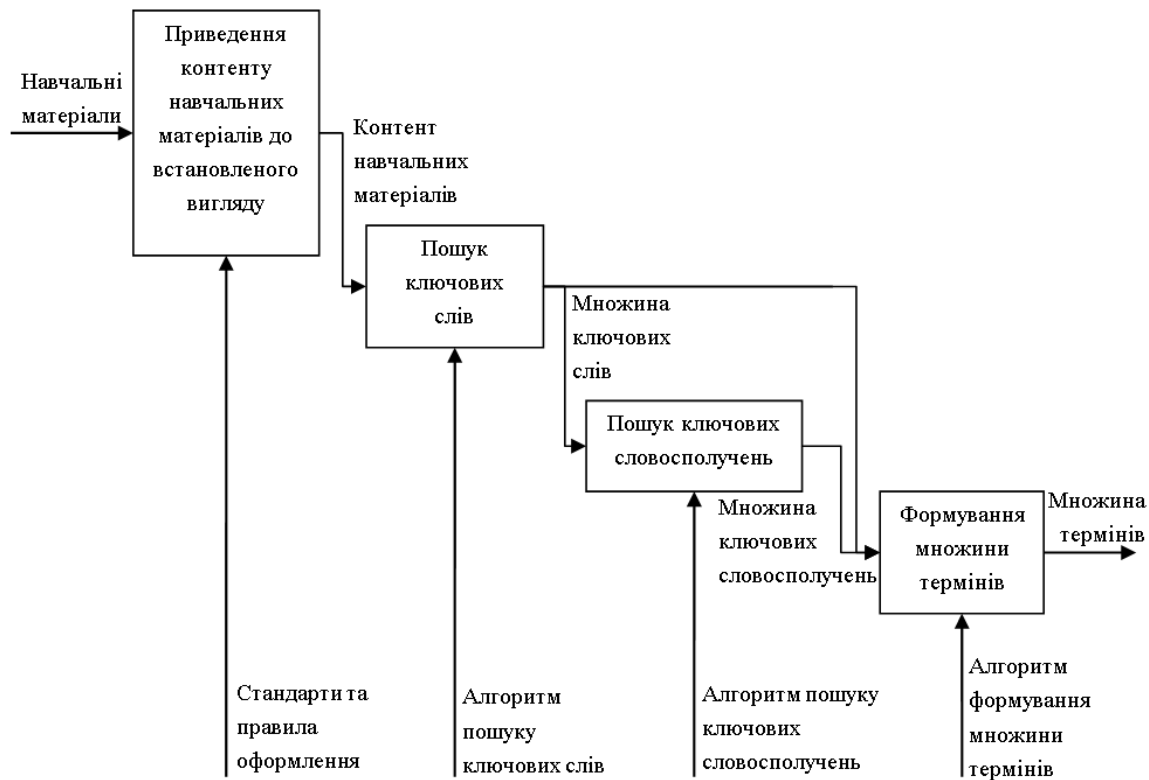 Приведення
контенту
навчальних
матеріалів до
встановленого
вигляду
Навчальні
матеріали
Контент
навчальних
матеріалів
Пошук
ключових
слів
Множина
ключових
слів
Пошук ключових
словосполучень
Множина
ключових
словосполучень
Формування
множини
термінів
Множина
термінів
Стандарти та
правила
оформлення
Алгоритм
пошуку
ключових слів
Алгоритм пошуку
ключових
словосполучень
Алгоритм
формування
множини
термінів